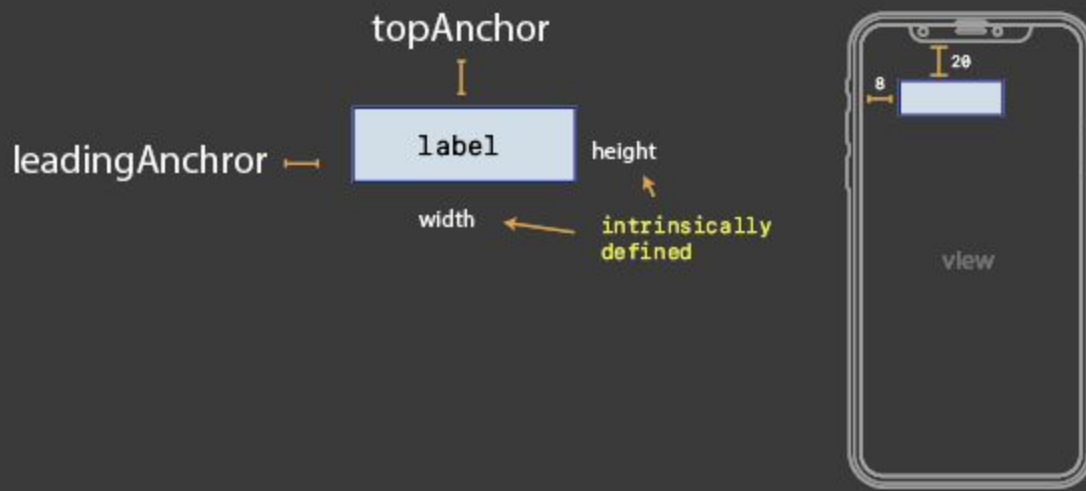 topAnchor
leadingAnchror
label
height
width
intrinsically
defined
20
8
view